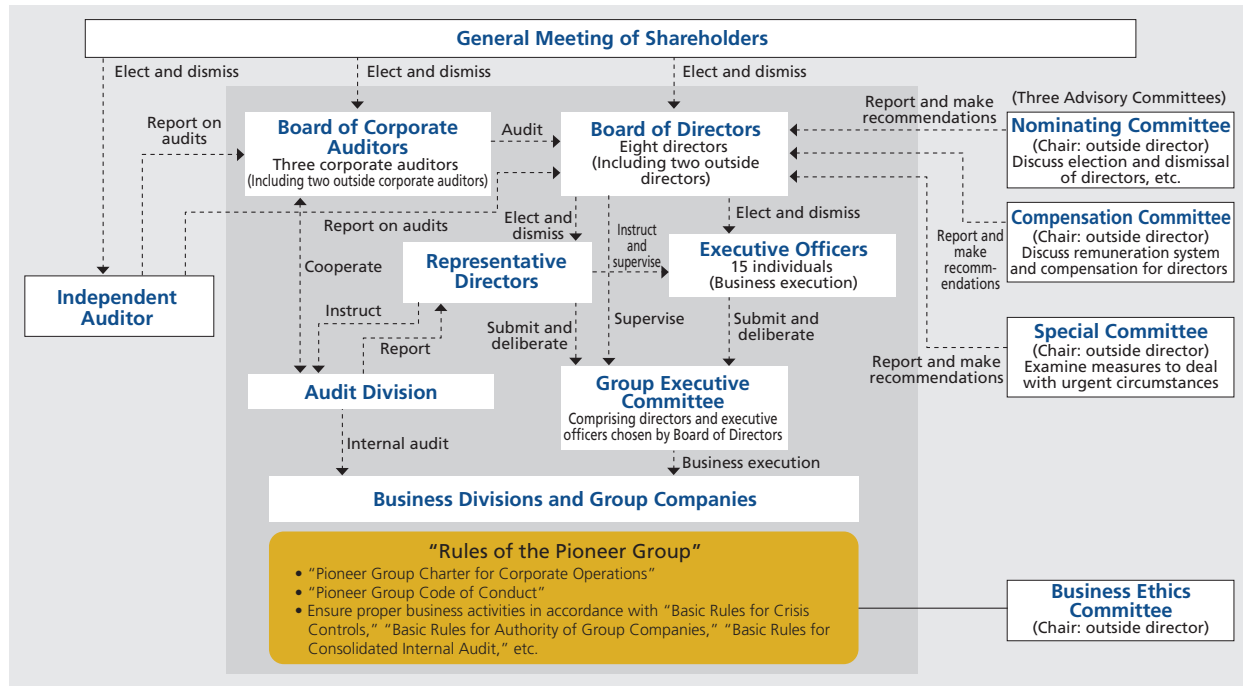 General Meeting of Shareholders
Elect and dismiss
Elect and dismiss
Elect and dismiss
Report on
audits
Board of Corporate
Auditors
Three corporate auditors
(Including two outside corporate auditors)
Audit
Board of Directors
Eight directors
(Including two outside
directors)
Report and make
recommendations
(Three Advisory Committees)
Nominating Committee
(Chair: outside director)
Discuss election and dismissal
of directors, etc.
Report on audits
Cooperate
Elect and
dismiss
Instruct
and
supervise
Elect and dismiss
Report and
make
recomm-
endations
Compensation Committee
(Chair: outside director)
Discuss remuneration system
and compensation for directors
Independent
Auditor
Representative
Directors
Executive Officers
15 individuals
(Business execution)
Instruct
Report
Submit and
deliberate
Supervise
Submit and
deliberate
Report and make
recommendations
Special Committee
(Chair: outside director)
Examine measures to deal
with urgent circumstances
Audit Division
Group Executive
Committee
Comprising directors and executive
officers chosen by Board of Directors
Internal audit
Business execution
Business Divisions and Group Companies
“Rules of the Pioneer Group”
• “Pioneer Group Charter for Corporate Operations”
• “Pioneer Group Code of Conduct”
• Ensure proper business activities in accordance with “Basic Rules for Crisis
Controls,” “Basic Rules for Authority of Group Companies,” “Basic Rules for
Consolidated Internal Audit,” etc.
Business Ethics
Committee
(Chair: outside director)